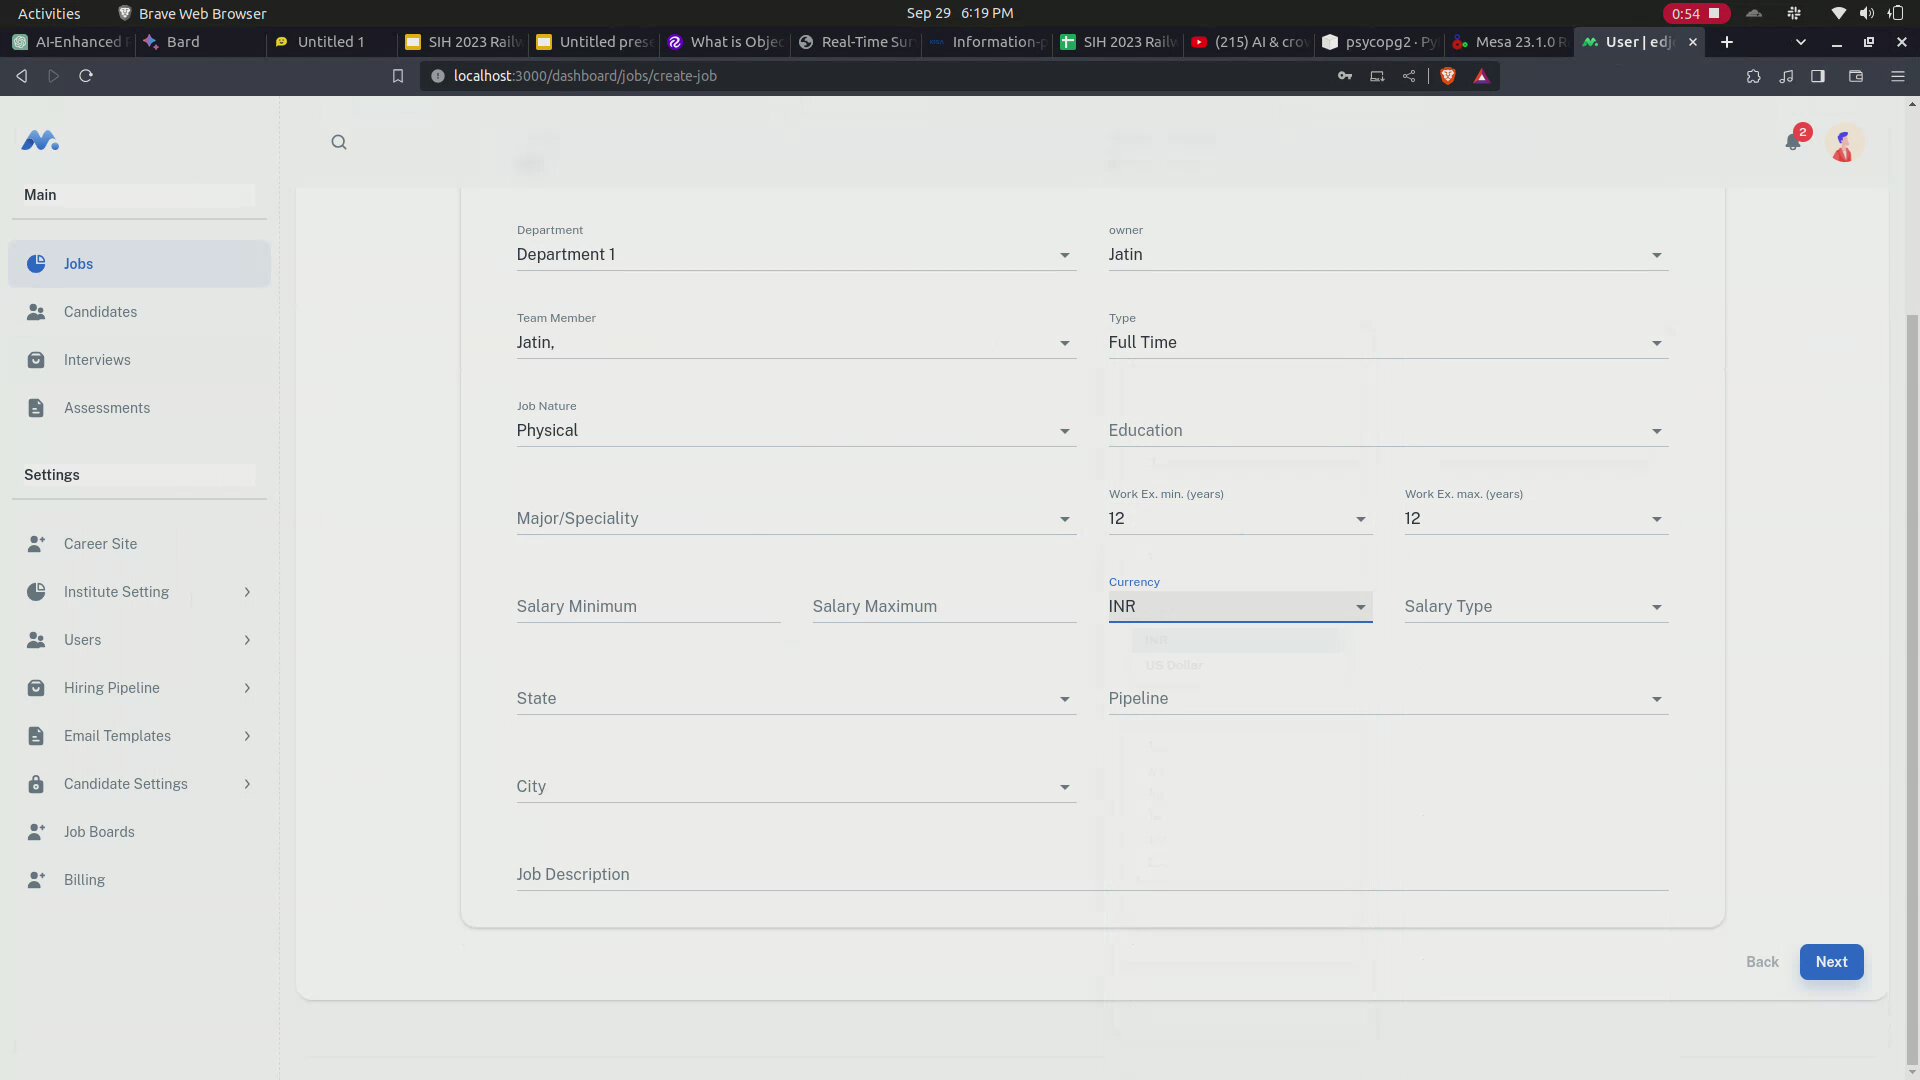 Activities
Brave Web Browser
Sep 29 6:19 PM
0:54
AI-Enhanced
Bard
Untitled 1
SIH 2023 Railw
Untitled prese
What is Objec
Real-Time Sur
Information-p
SIH 2023 Railw
(215) AI & crow
psycopg2 · Py
Mesa 23.1.0 R
User | edj
localhost:3000/dashboard/jobs/create-job
2
Main
Jobs
Candidates
Interviews
Assessments
Settings
Career Site
Institute Setting
Users
Hiring Pipeline
Email Templates
Candidate Settings
Job Boards
Billing
Department
Department 1
owner
Jatin
Team Member
Jatin,
Type
Full Time
Job Nature
Physical
Education
Major/Speciality
Work Ex. min. (years)
12
Work Ex. max. (years)
12
Salary Minimum
Salary Maximum
Currency
INR
Salary Type
INR
US Dollar
State
Pipeline
City
Job Description
Back
Next